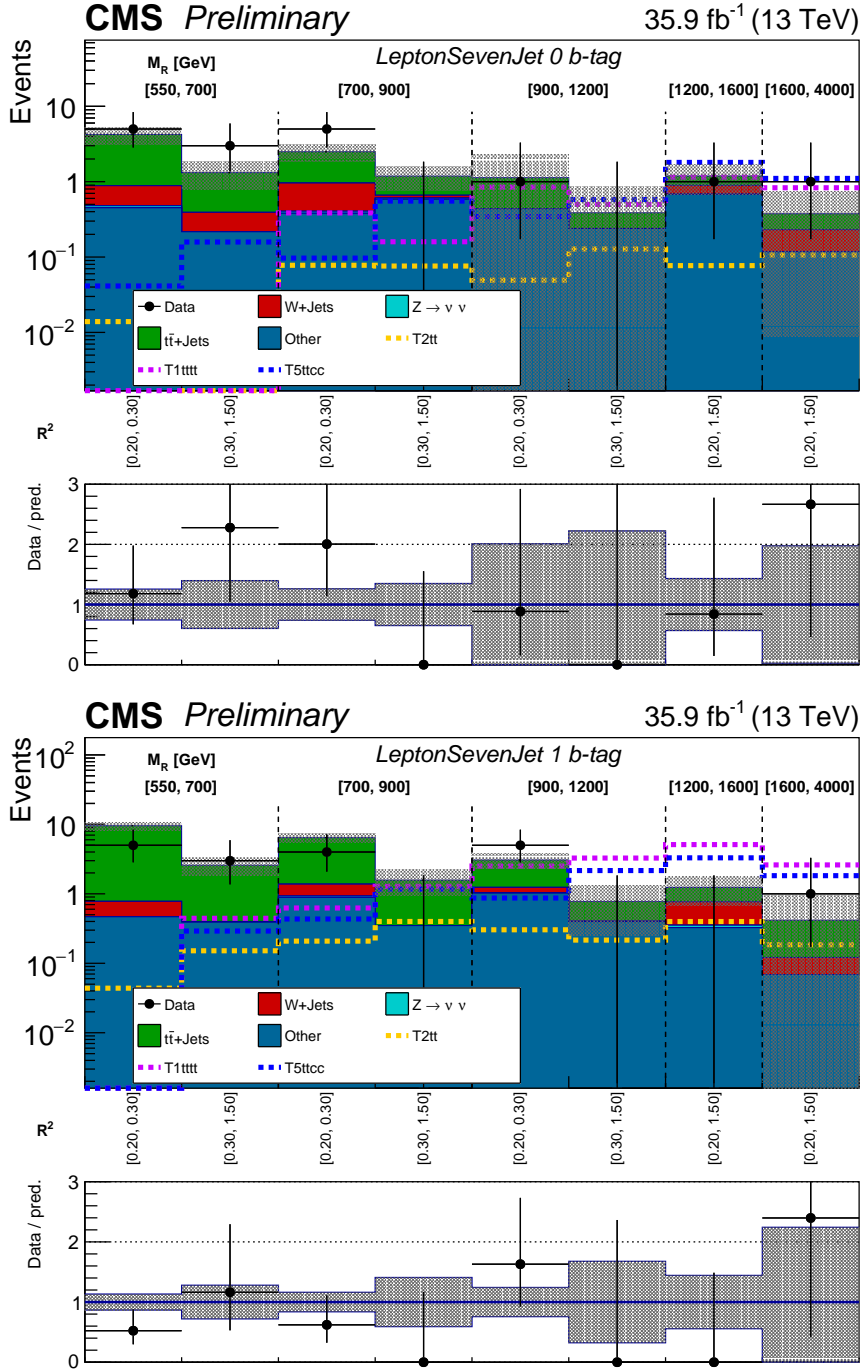 CMS Preliminary 35.9 fb⁻¹ (13 TeV)
Events
M_R [GeV] LeptonSevenJet 0 b-tag
[550, 700] [700, 900] [900, 1200] [1200, 1600] [1600, 4000]
10
1
10⁻¹
10⁻²
Data W+Jets Z → ν ν
tt̄+Jets Other T2tt
T1tttt T5ttcc
R²
[0.20, 0.30] [0.30, 1.50] [0.20, 0.30] [0.30, 1.50] [0.20, 0.30] [0.30, 1.50] [0.20, 1.50] [0.20, 1.50]
Data / pred.
3
2
1
0
CMS Preliminary 35.9 fb⁻¹ (13 TeV)
Events
10²
M_R [GeV] LeptonSevenJet 1 b-tag
[550, 700] [700, 900] [900, 1200] [1200, 1600] [1600, 4000]
10
1
10⁻¹
10⁻²
Data W+Jets Z → ν ν
tt̄+Jets Other T2tt
T1tttt T5ttcc
R²
[0.20, 0.30] [0.30, 1.50] [0.20, 0.30] [0.30, 1.50] [0.20, 0.30] [0.30, 1.50] [0.20, 1.50] [0.20, 1.50]
Data / pred.
3
2
1
0